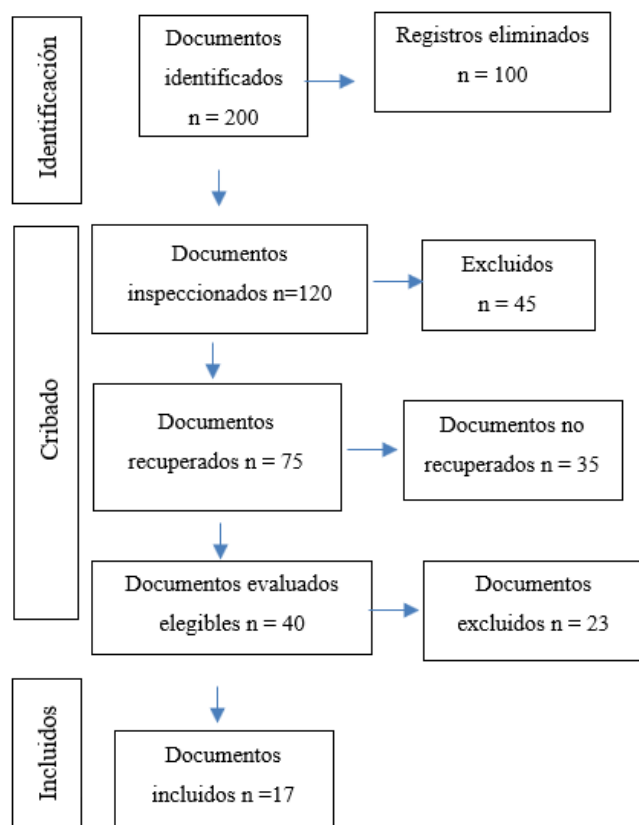 Identificación
Documentos
identificados
n = 200
Registros eliminados
n = 100
Cribado
Documentos
inspeccionados n=120
Excluidos
n = 45
Documentos
recuperados n = 75
Documentos no
recuperados n = 35
Documentos evaluados
elegibles n = 40
Documentos
excluidos n = 23
Incluidos
Documentos
incluidos n =17